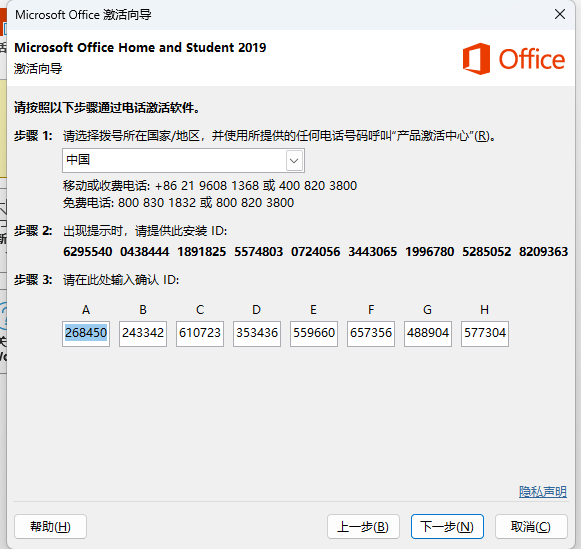 Microsoft Office 激活向导
Microsoft Office Home and Student 2019
激活向导
Office
请按照以下步骤通过电话激活软件。
步骤 1: 请选择拨号所在国家/地区，并使用所提供的任何电话号码呼叫“产品激活中心”(R)。
中国
移动或收费电话: +86 21 9608 1368 或 400 820 3800
免费电话: 800 830 1832 或 800 820 3800
步骤 2: 出现提示时，请提供此安装 ID:
6295540 0438444 1891825 5574803 0724056 3443065 1996780 5285052 8209363
步骤 3: 请在此处输入确认 ID:
A B C D E F G H
268450 243342 610723 353436 559660 657356 488904 577304
隐私声明
帮助(H) 上一步(B) 下一步(N) 取消(C)